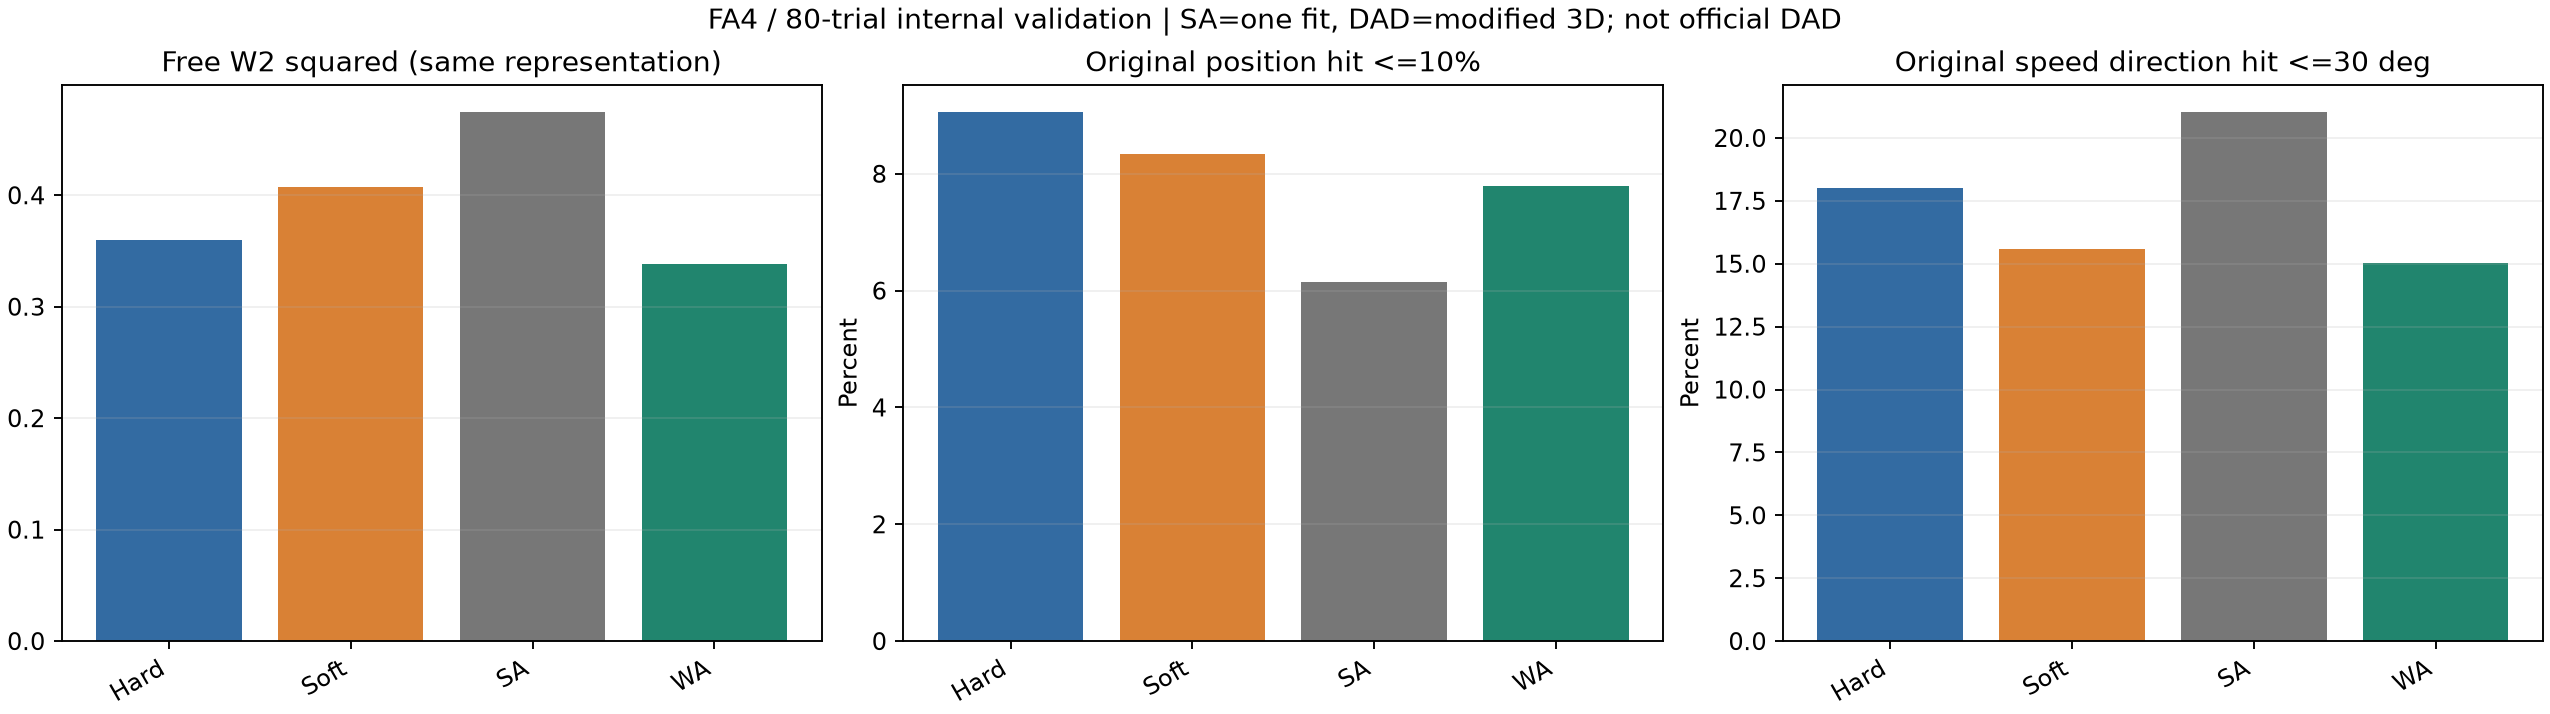 FA4 / 80-trial internal validation | SA=one fit, DAD=modified 3D; not official DAD
Free W2 squared (same representation)
0.4
0.3
0.2
0.1
0.0
Hard
Soft
SA
WA
Original position hit <=10%
Percent
8
6
4
2
0
Hard
Soft
SA
WA
Original speed direction hit <=30 deg
Percent
20.0
17.5
15.0
12.5
10.0
7.5
5.0
2.5
0.0
Hard
Soft
SA
WA